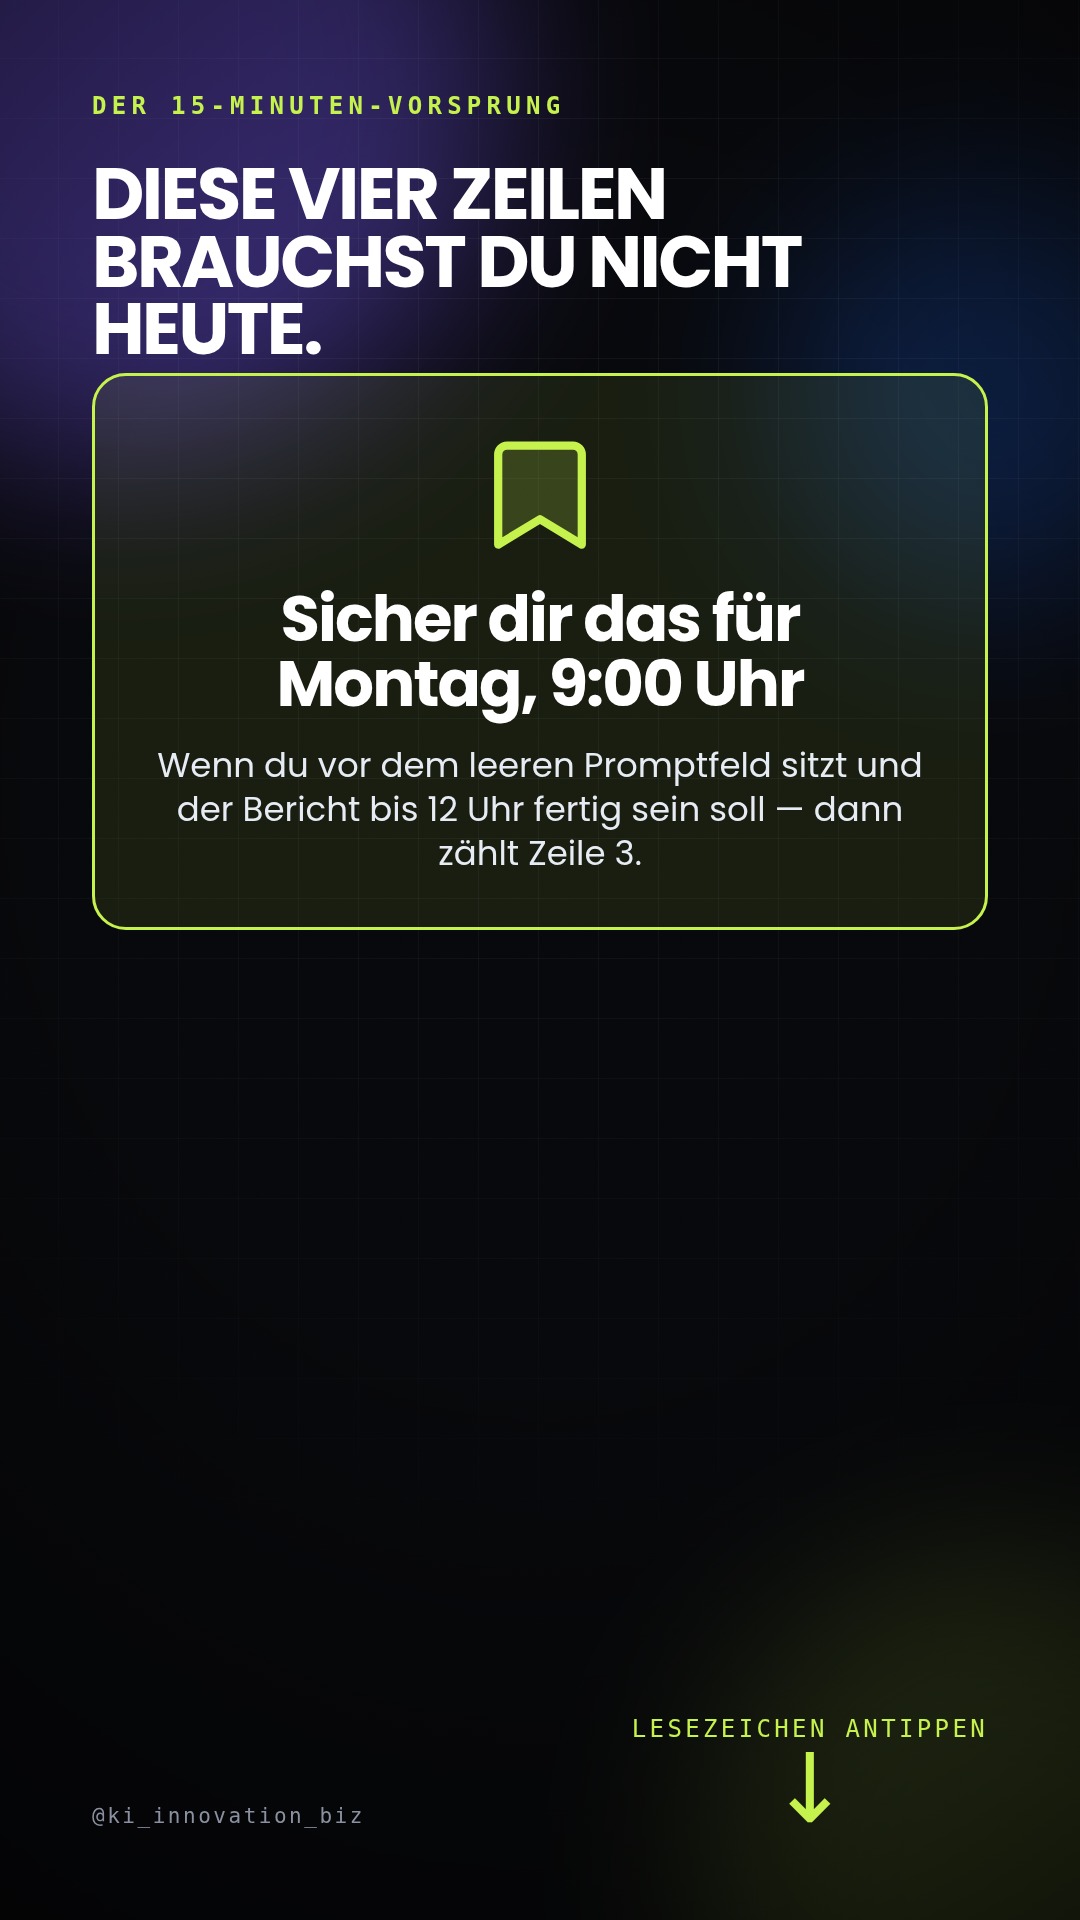 DER 15-MINUTEN-VORSPRUNG
DIESE VIER ZEILEN
BRAUCHST DU NICHT
HEUTE.
Sicher dir das für
Montag, 9:00 Uhr
Wenn du vor dem leeren Promptfeld sitzt und
der Bericht bis 12 Uhr fertig sein soll — dann
zählt Zeile 3.
LESEZEICHEN ANTIPPEN
@ki_innovation_biz